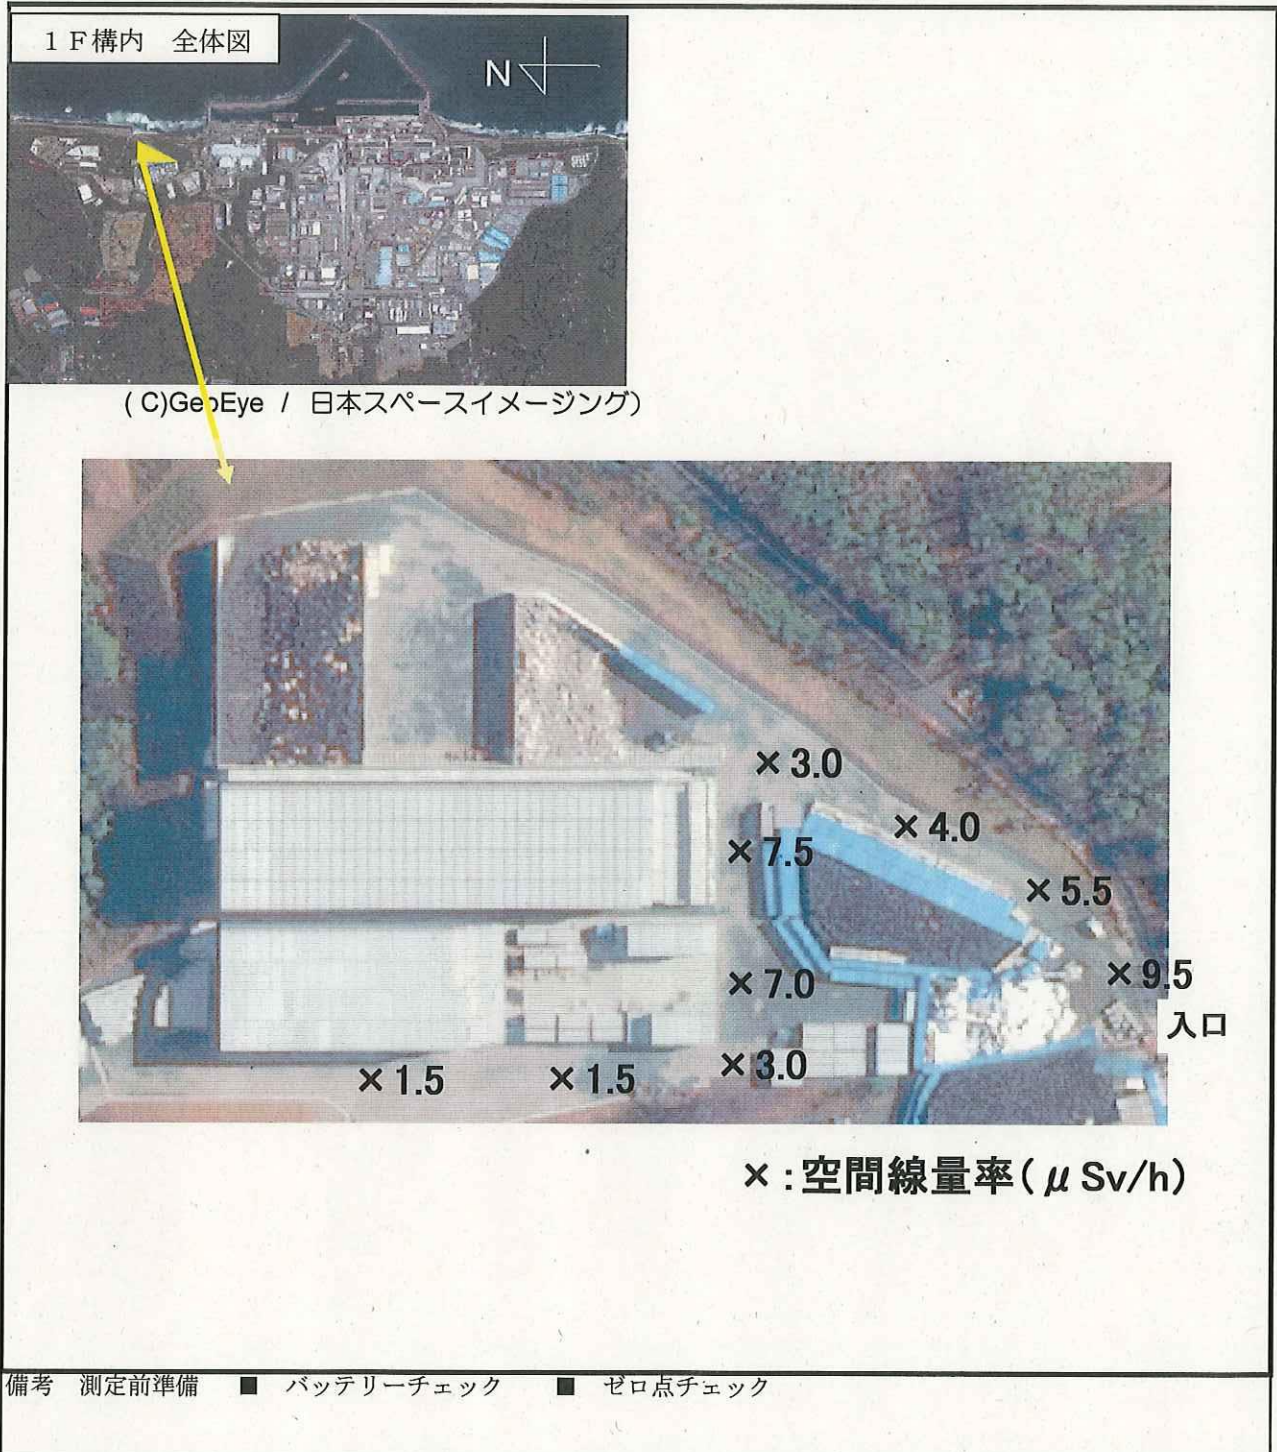 1F構内 全体図
N
(C)GeoEye / 日本スペースイメージング)
×3.0
×4.0
×7.5
×5.5
×9.5
×7.0
入口
×3.0
×1.5
×1.5
×:空間線量率(μSv/h)
備考 測定前準備 ■ バッテリーチェック ■ ゼロ点チェック